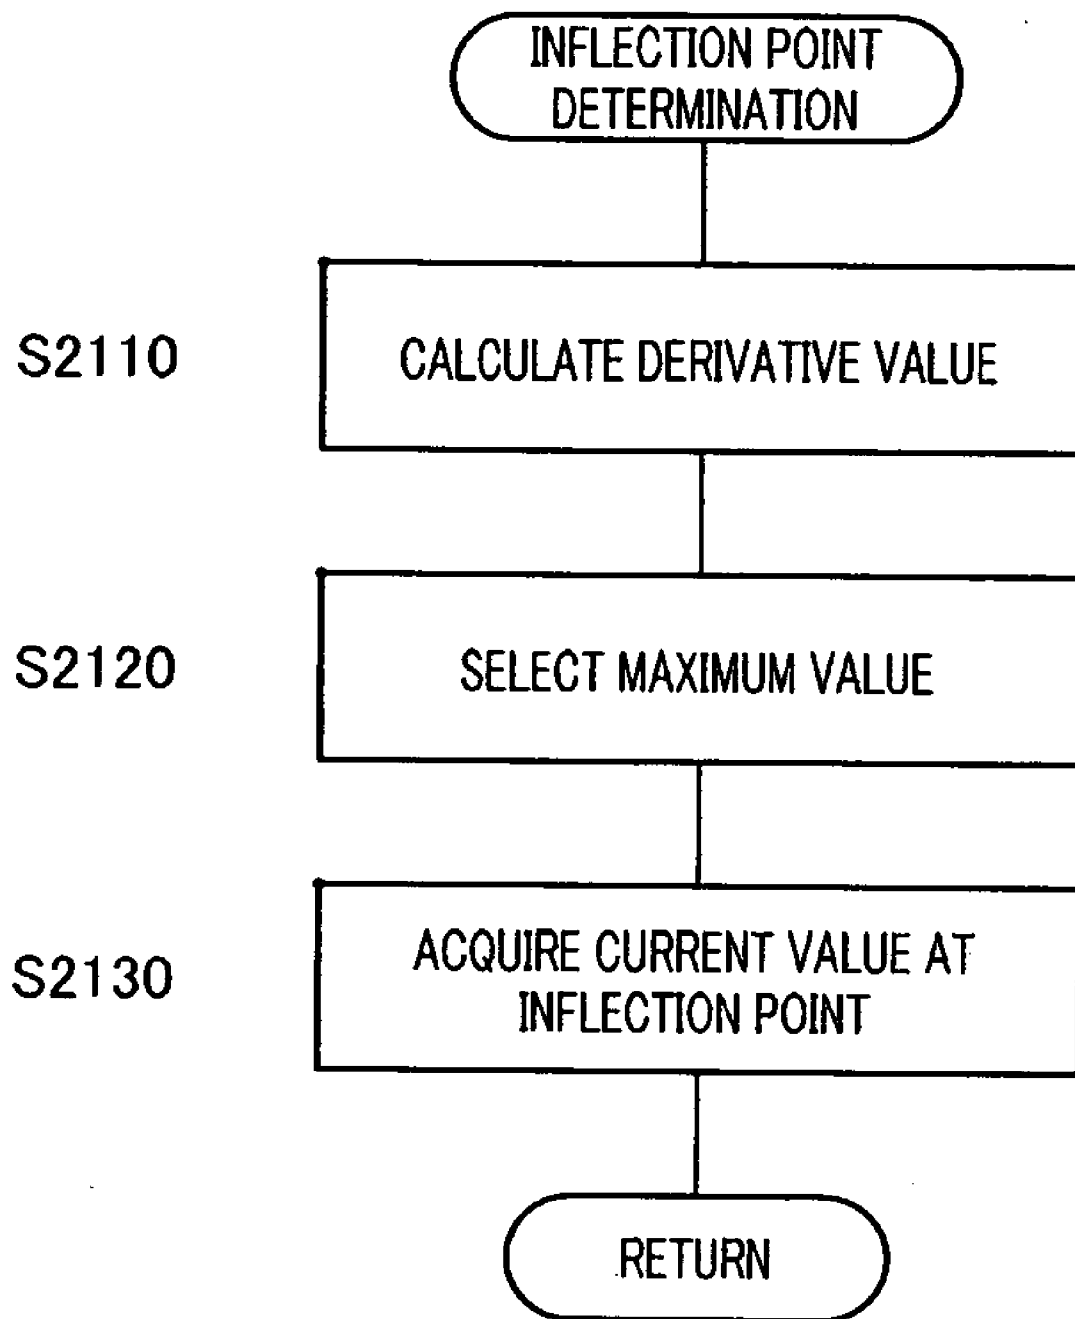 INFLECTION POINT
DETERMINATION
S2110
CALCULATE DERIVATIVE VALUE
S2120
SELECT MAXIMUM VALUE
S2130
ACQUIRE CURRENT VALUE AT
INFLECTION POINT
RETURN